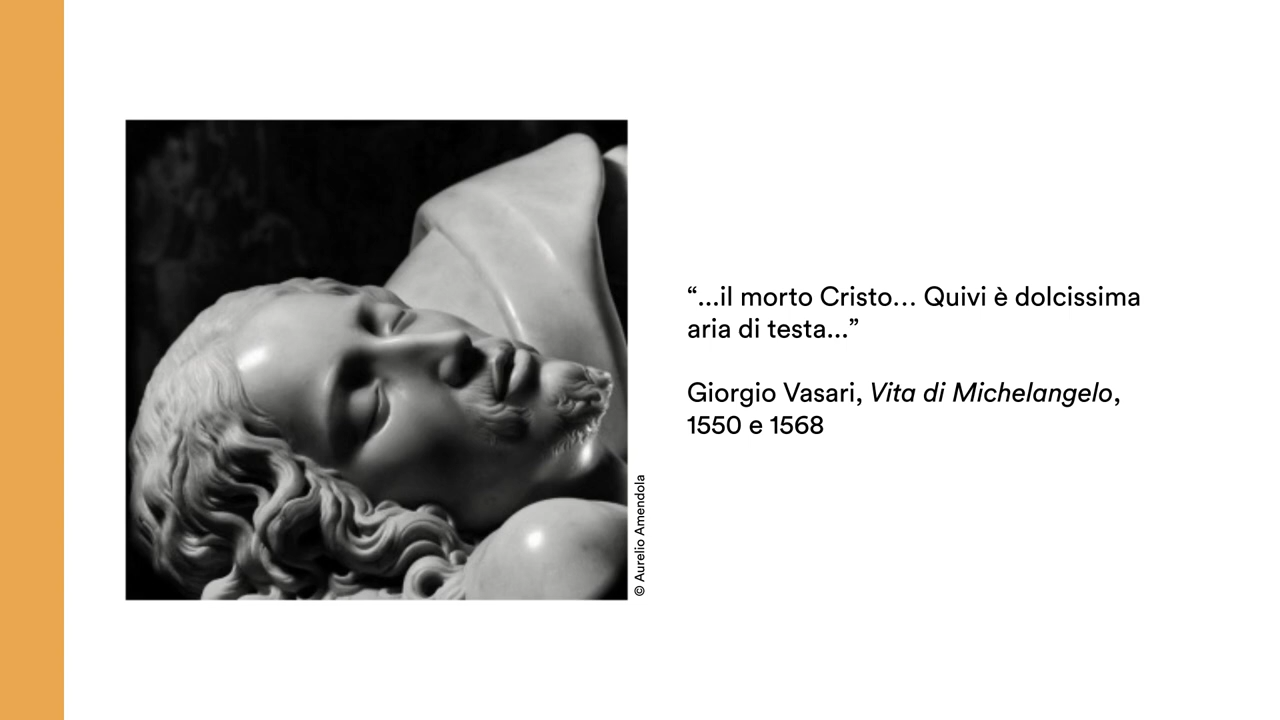 “...il morto Cristo… Quivi è dolcissima
aria di testa...”
Giorgio Vasari, Vita di Michelangelo,
1550 e 1568
© Aurelio Amendola